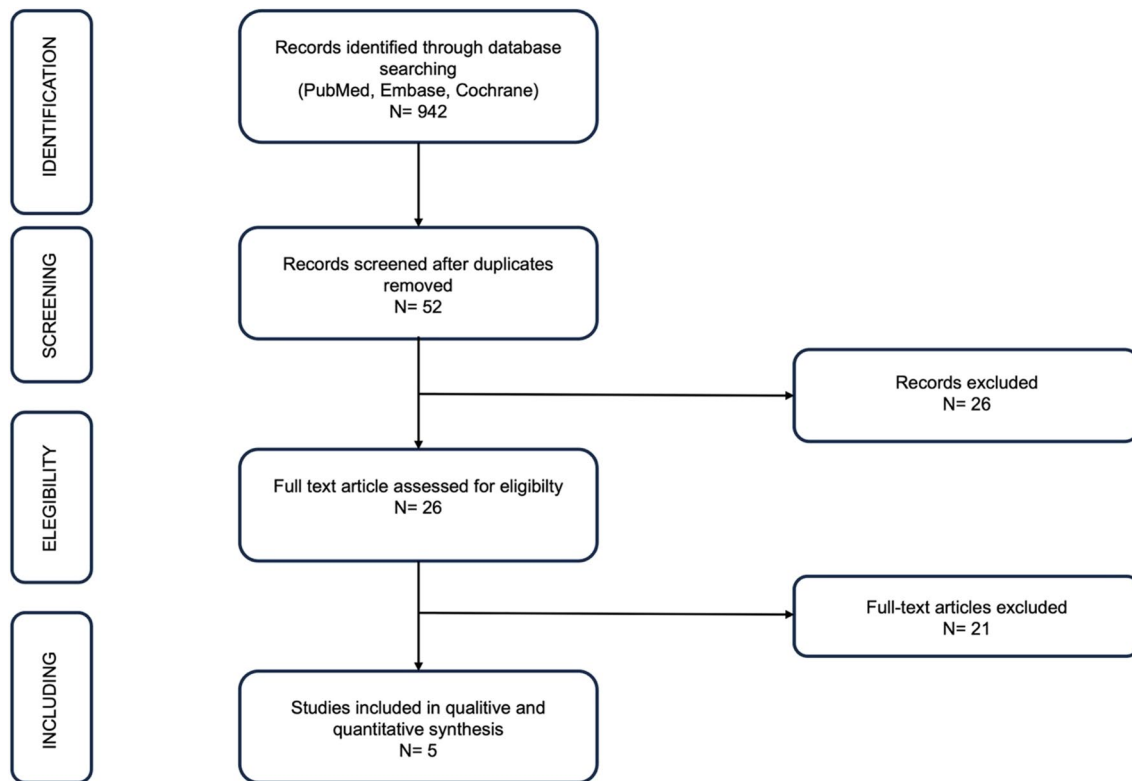 IDENTIFICATION
Records identified through database
searching
(PubMed, Embase, Cochrane)
N= 942
SCREENING
Records screened after duplicates
removed
N= 52
Records excluded
N= 26
ELEGIBILITY
Full text article assessed for eligibilty
N= 26
Full-text articles excluded
N= 21
INCLUDING
Studies included in qualitive and
quantitative synthesis
N= 5